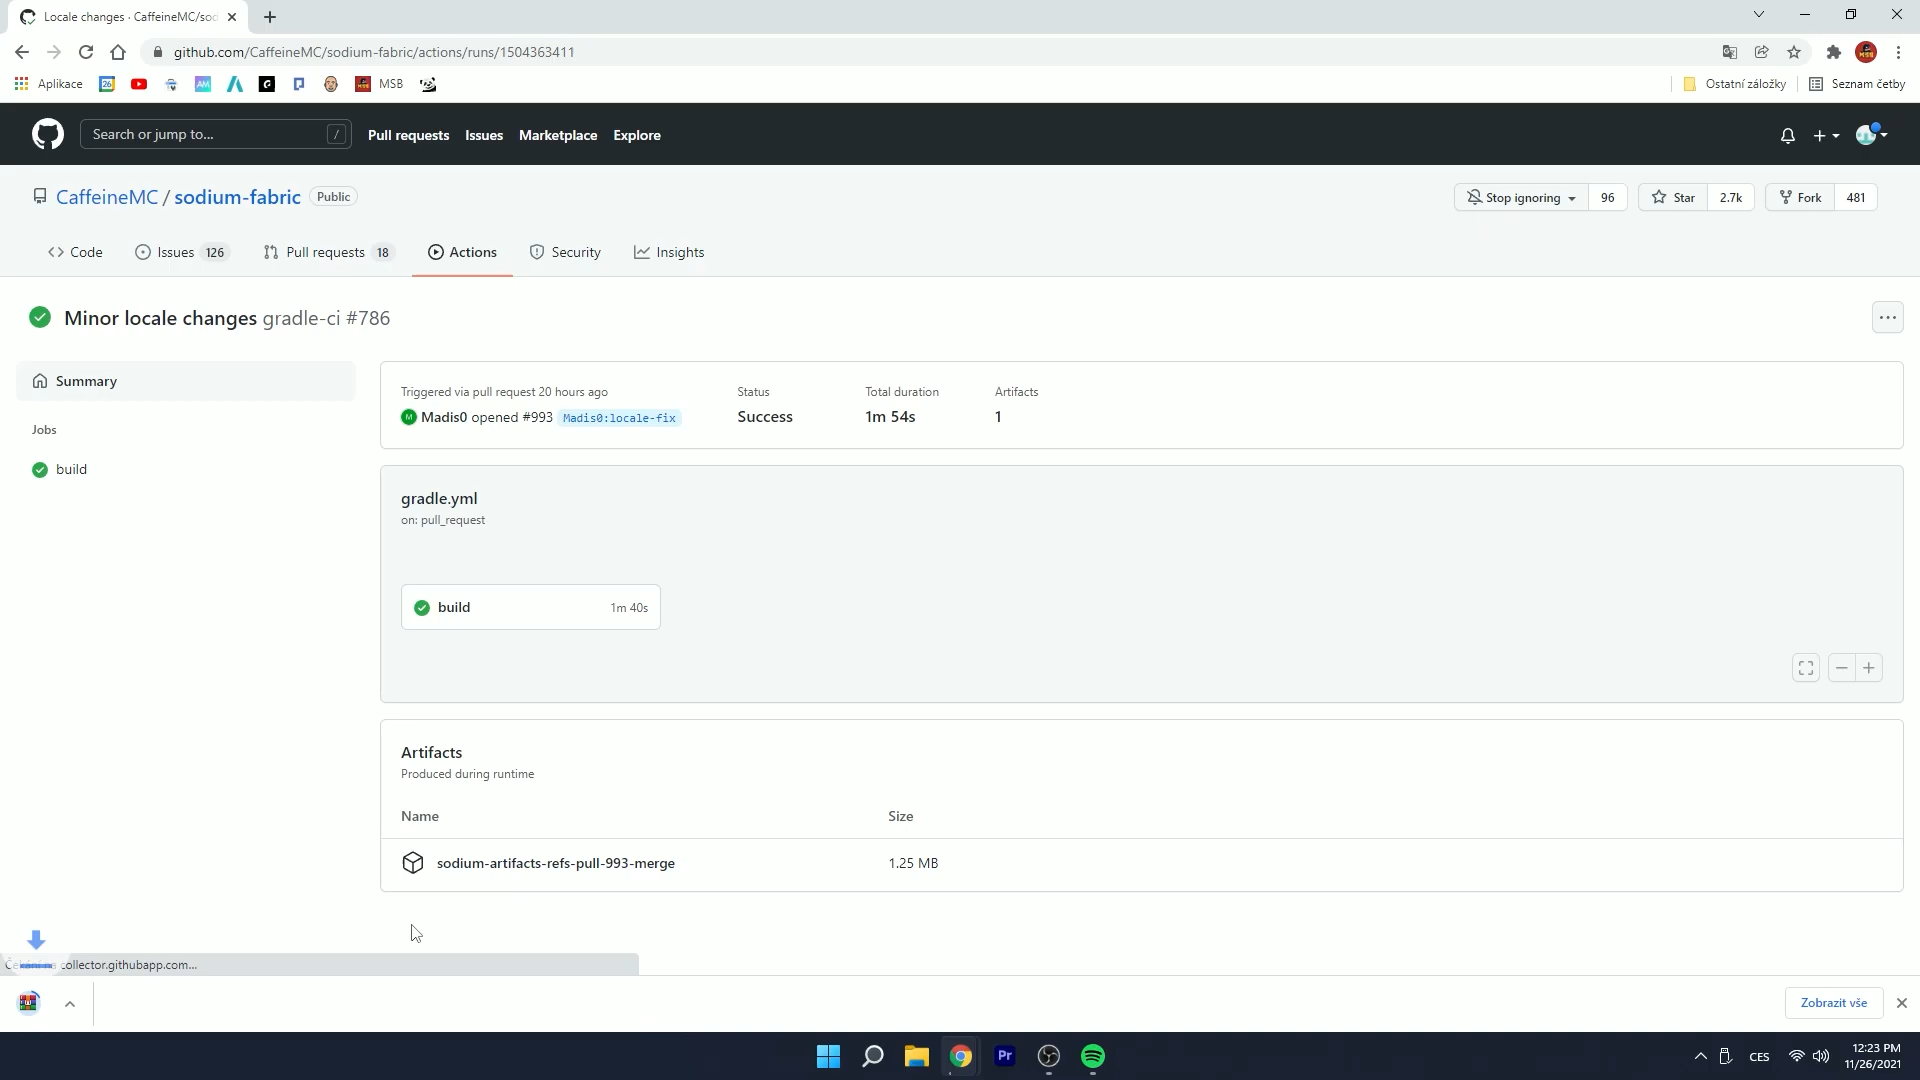 Locale changes · CaffeineMC/sod
github.com/CaffeineMC/sodium-fabric/actions/runs/1504363411
Aplikace
26
AM
MSB
Ostatní záložky
Seznam četby
Search or jump to...
/
Pull requests
Issues
Marketplace
Explore
CaffeineMC / sodium-fabric
Public
Stop ignoring
96
Star
2.7k
Fork
481
Code
Issues 126
Pull requests 18
Actions
Security
Insights
Minor locale changes gradle-ci #786
Summary
Jobs
build
Triggered via pull request 20 hours ago
Madis0 opened #993 Madis0:locale-fix
Status
Success
Total duration
1m 54s
Artifacts
1
gradle.yml
on: pull_request
build
1m 40s
Artifacts
Produced during runtime
Name
Size
sodium-artifacts-refs-pull-993-merge
1.25 MB
collector.githubapp.com...
Zobrazit vše
Pr
CES
12:23 PM
11/26/2021